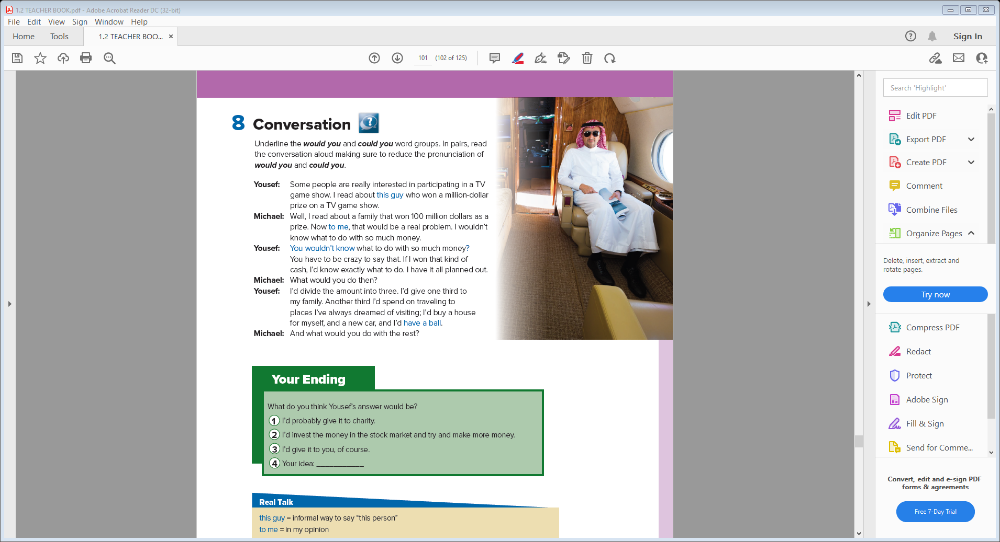 1.2 TEACHER BOOK.pdf - Adobe Acrobat Reader DC (32-bit)
File Edit View Sign Window Help
Home Tools 1.2 TEACHER BOO... ×
Sign In
101 (102 of 125)
8 Conversation
Underline the would you and could you word groups. In pairs, read
the conversation aloud making sure to reduce the pronunciation of
would you and could you.
Yousef: Some people are really interested in participating in a TV
game show. I read about this guy who won a million-dollar
prize on a TV game show.
Michael: Well, I read about a family that won 100 million dollars as a
prize. Now to me, that would be a real problem. I wouldn't
know what to do with so much money.
Yousef: You wouldn't know what to do with so much money?
You have to be crazy to say that. If I won that kind of
cash, I'd know exactly what to do. I have it all planned out.
Michael: What would you do then?
Yousef: I'd divide the amount into three. I'd give one third to
my family. Another third I'd spend on traveling to
places I've always dreamed of visiting; I'd buy a house
for myself, and a new car, and I'd have a ball.
Michael: And what would you do with the rest?
Your Ending
What do you think Yousef's answer would be?
1 I'd probably give it to charity.
2 I'd invest the money in the stock market and try and make more money.
3 I'd give it to you, of course.
4 Your idea: ___________
Real Talk
this guy = informal way to say "this person"
to me = in my opinion
Search 'Highlight'
Edit PDF
Export PDF
Create PDF
Comment
Combine Files
Organize Pages
Delete, insert, extract and
rotate pages.
Try now
Compress PDF
Redact
Protect
Adobe Sign
Fill & Sign
Send for Comme...
Convert, edit and e-sign PDF
forms & agreements
Free 7-Day Trial